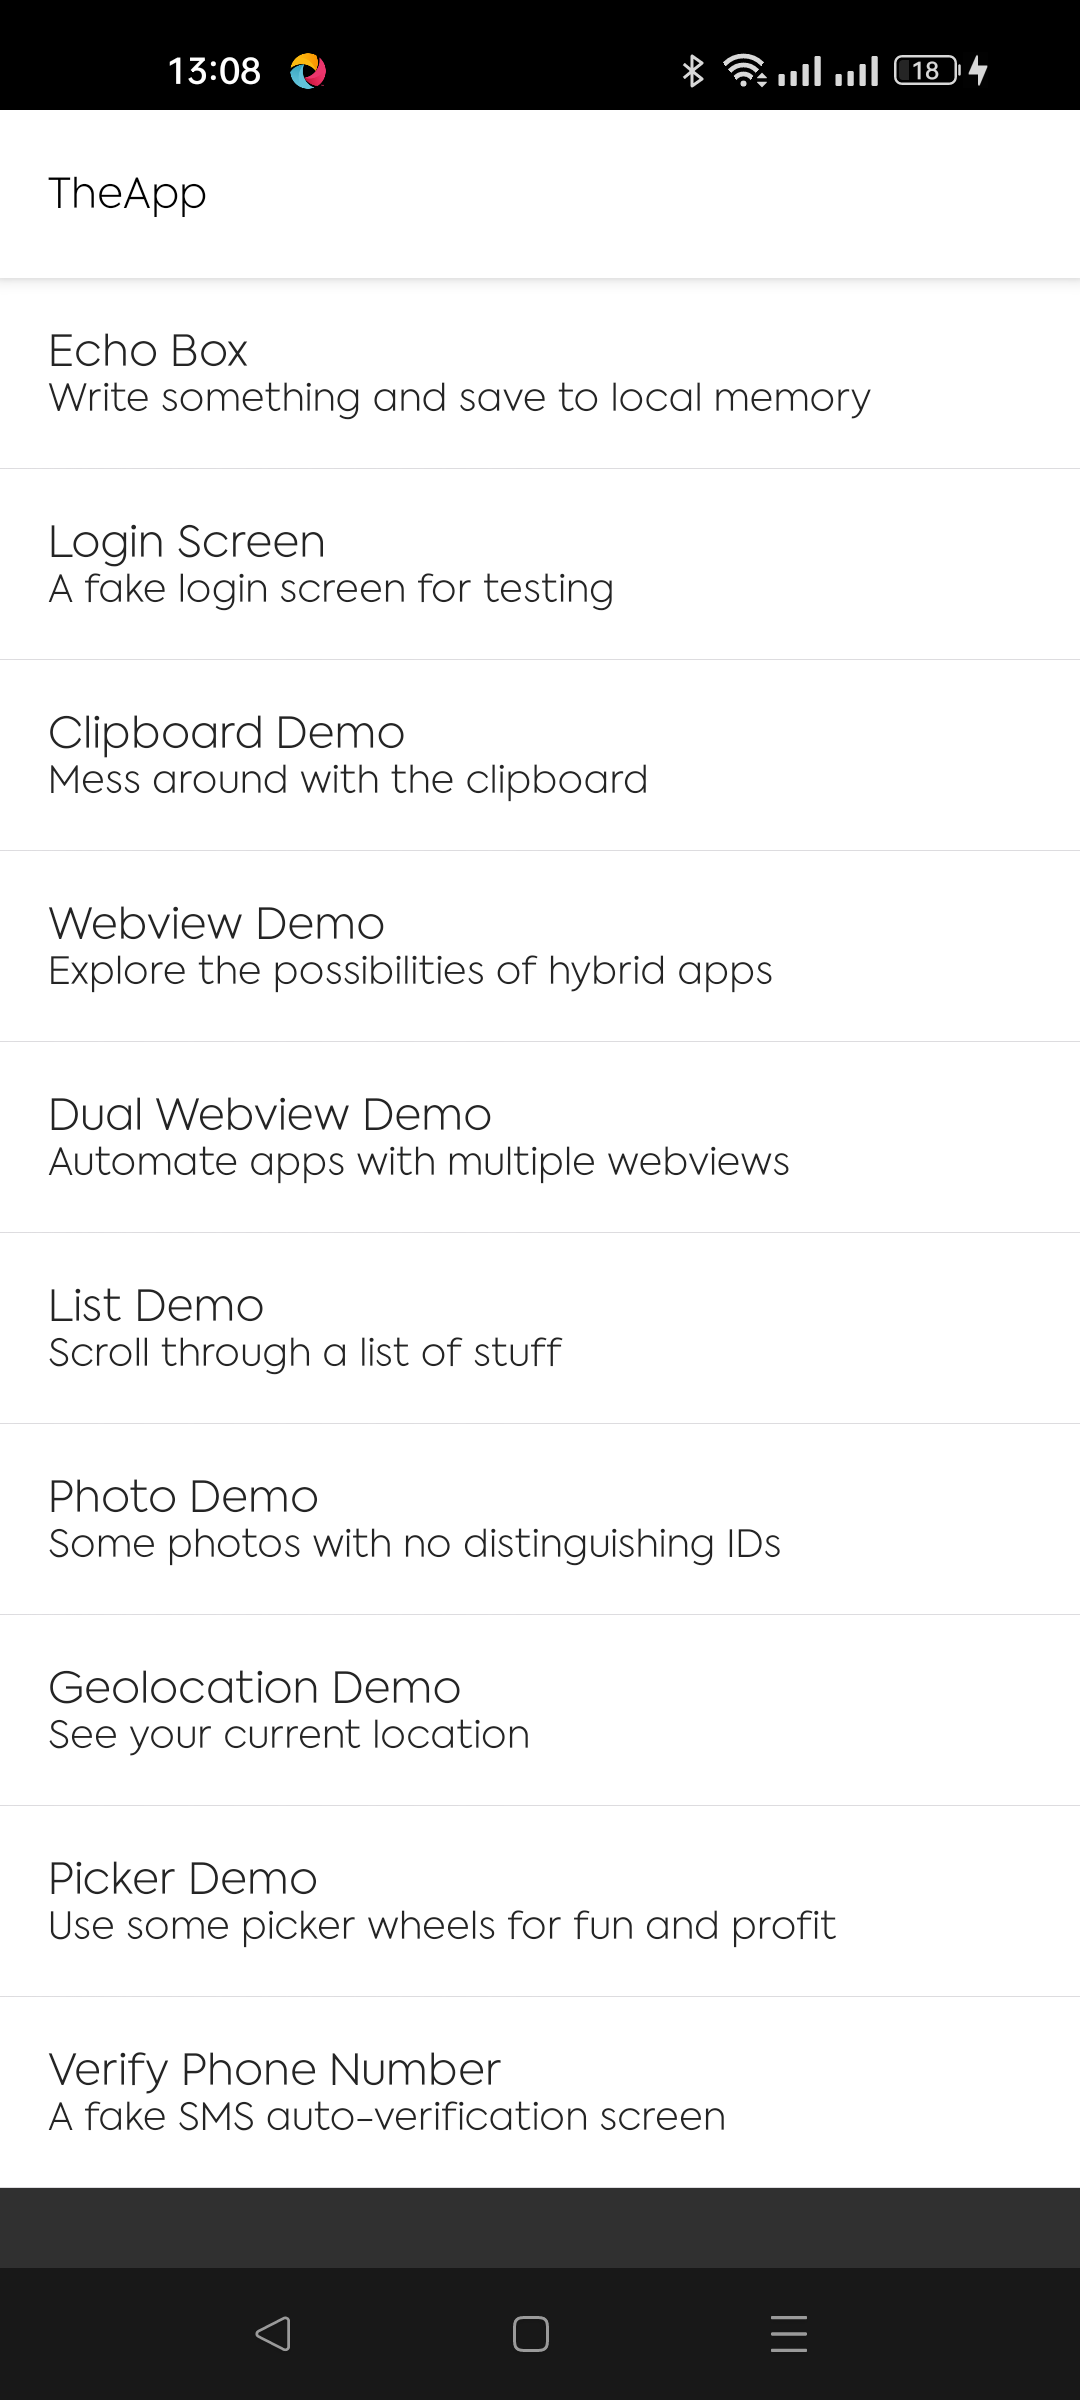 13:08
18
TheApp
Echo Box
Write something and save to local memory
Login Screen
A fake login screen for testing
Clipboard Demo
Mess around with the clipboard
Webview Demo
Explore the possibilities of hybrid apps
Dual Webview Demo
Automate apps with multiple webviews
List Demo
Scroll through a list of stuff
Photo Demo
Some photos with no distinguishing IDs
Geolocation Demo
See your current location
Picker Demo
Use some picker wheels for fun and profit
Verify Phone Number
A fake SMS auto-verification screen